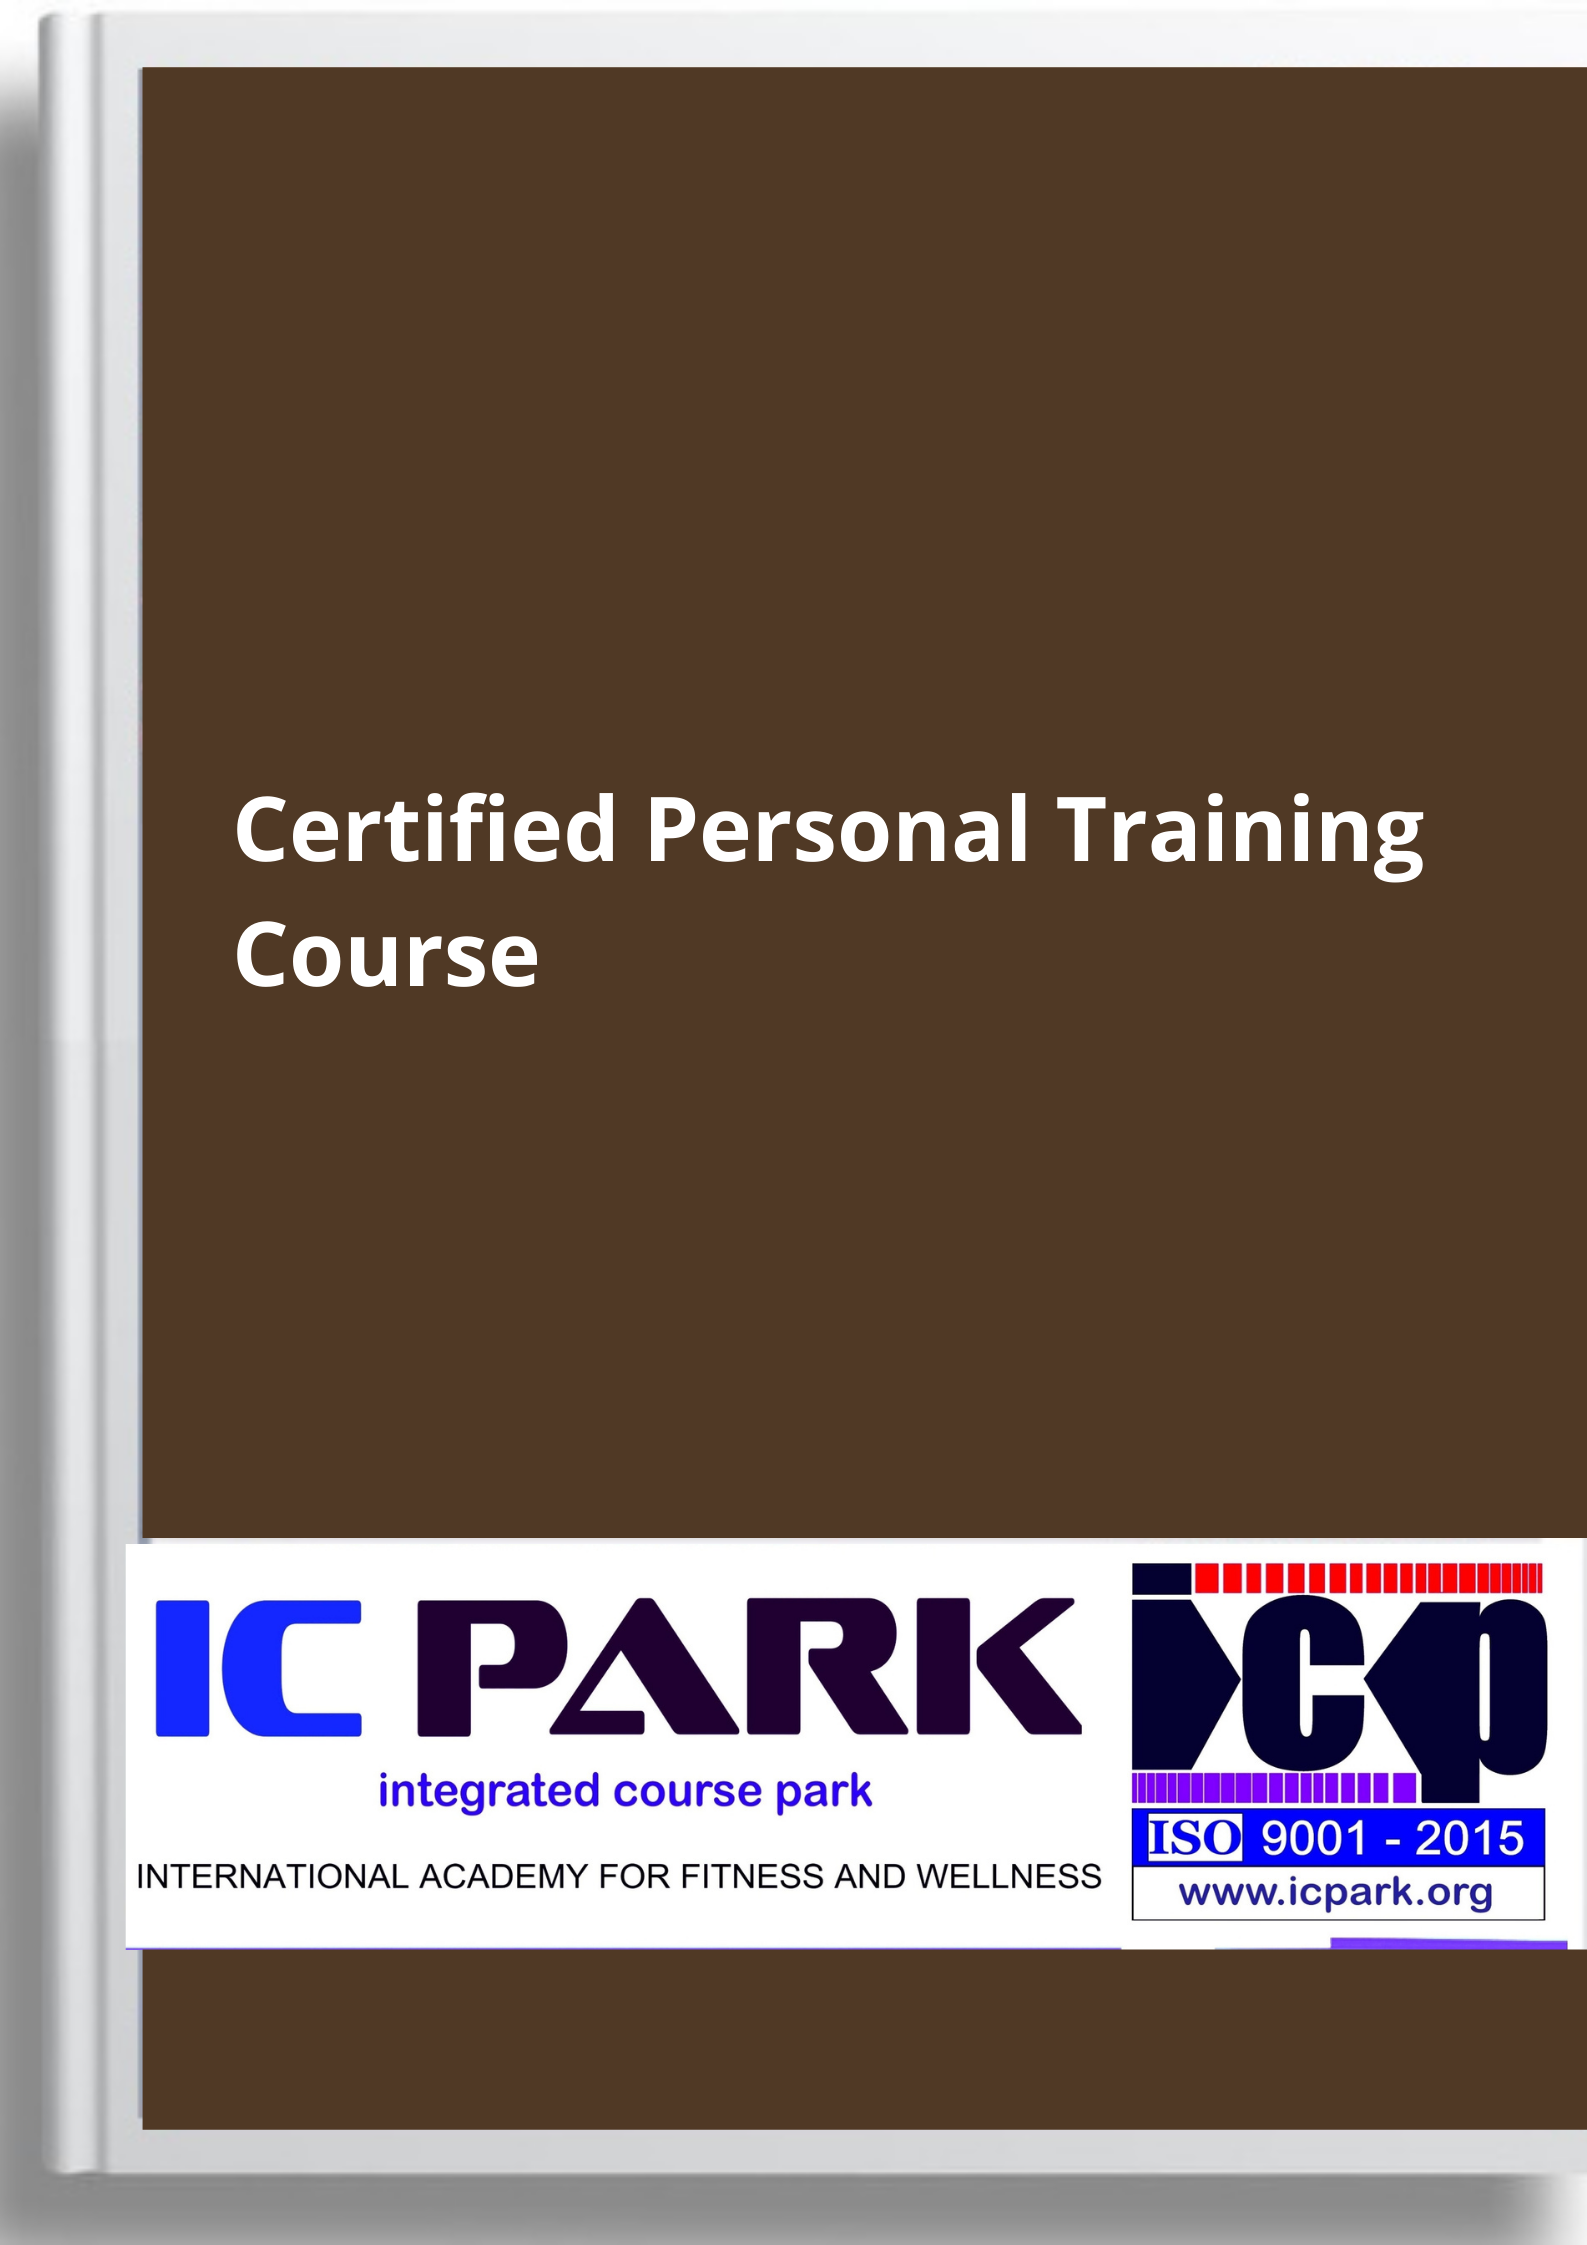 Certified Personal Training
Course
IC PARK
integrated course park
INTERNATIONAL ACADEMY FOR FITNESS AND WELLNESS
icp
ISO 9001 - 2015
www.icpark.org